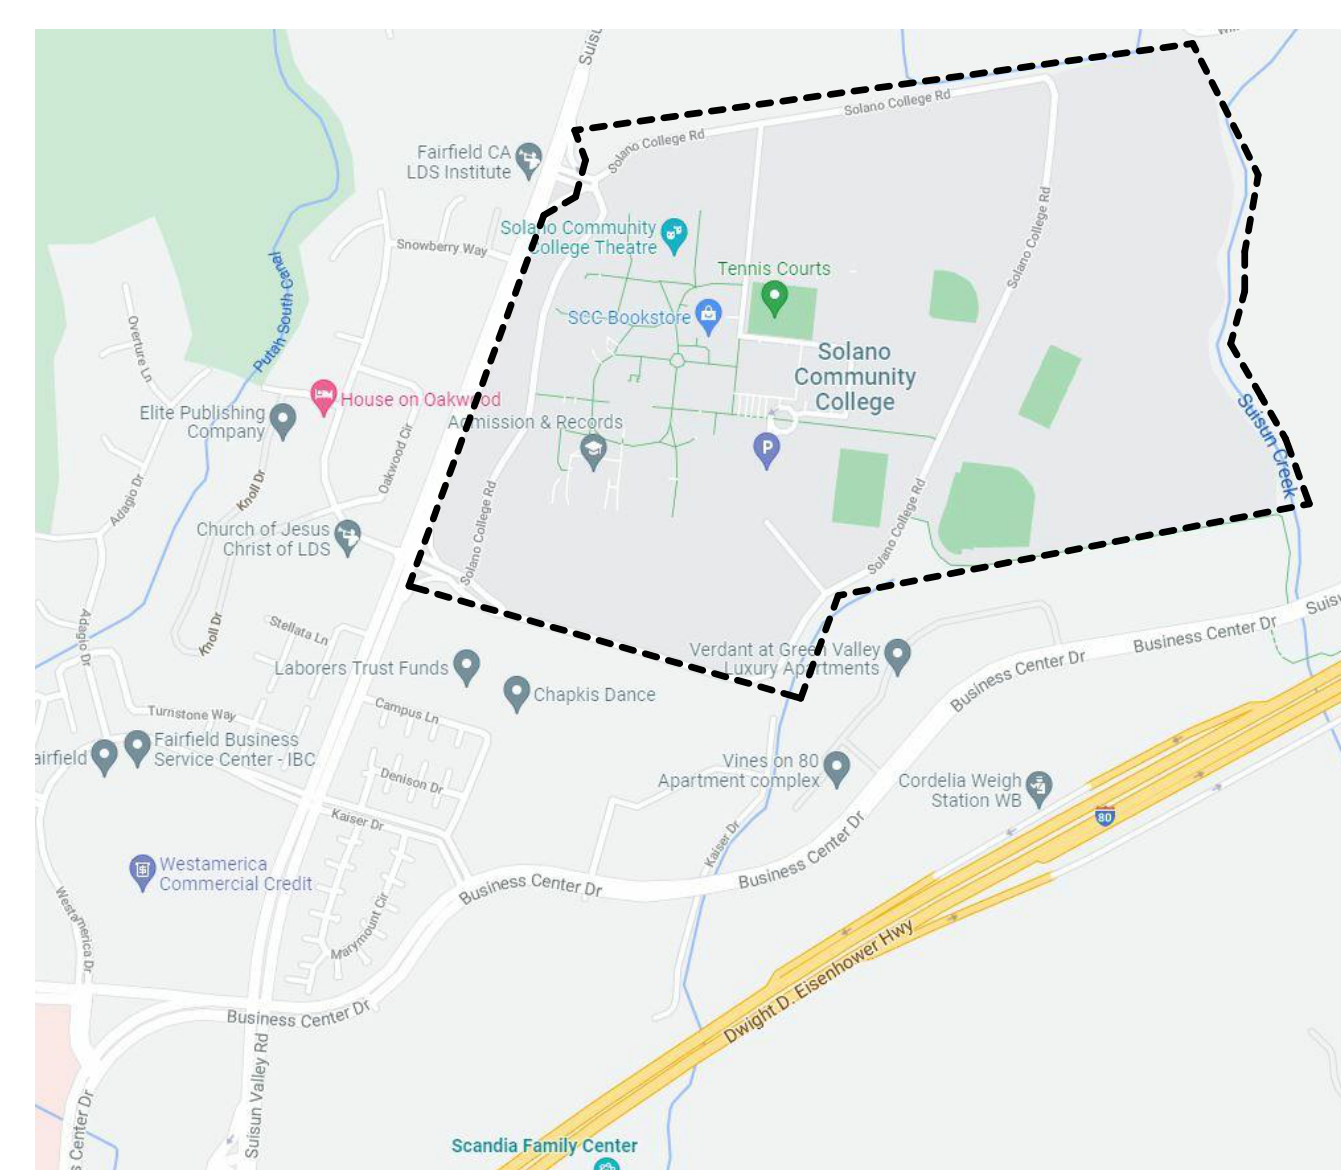 Suisu
Solano College Rd
Solano College Rd
Fairfield CA
LDS Institute
Solano Community
College Theatre
Snowberry Way
Solano College Rd
Putah South Canal
Tennis Courts
SCC Bookstore
Overture Ln
Solano
Community
College
House on Oakwood
Elite Publishing
Company
Admission & Records
Oakwood Cir
P
Suisun Creek
Knoll Dr
Adagio Dr
Church of Jesus
Christ of LDS
Solano College Rd
Solano College Rd
Knoll Dr
Adagio Dr
Stellata Ln
Suisu
Business Center Dr
Laborers Trust Funds
Verdant at Green Valley
Luxury Apartments
Business Center Dr
Chapkis Dance
Turnstone Way
Campus Ln
Fairfield Business
Service Center - IBC
airfield
Denison Dr
Vines on 80
Apartment complex
Cordelia Weigh
Station WB
80
Kaiser Dr
Kaiser Dr
Business Center Dr
Westamerica
Commercial Credit
Business Center Dr
Westamerica Dr
Marymount Cir
Dwight D. Eisenhower Hwy
Business Center Dr
Suisun Valley Rd
s Center Dr
Scandia Family Center